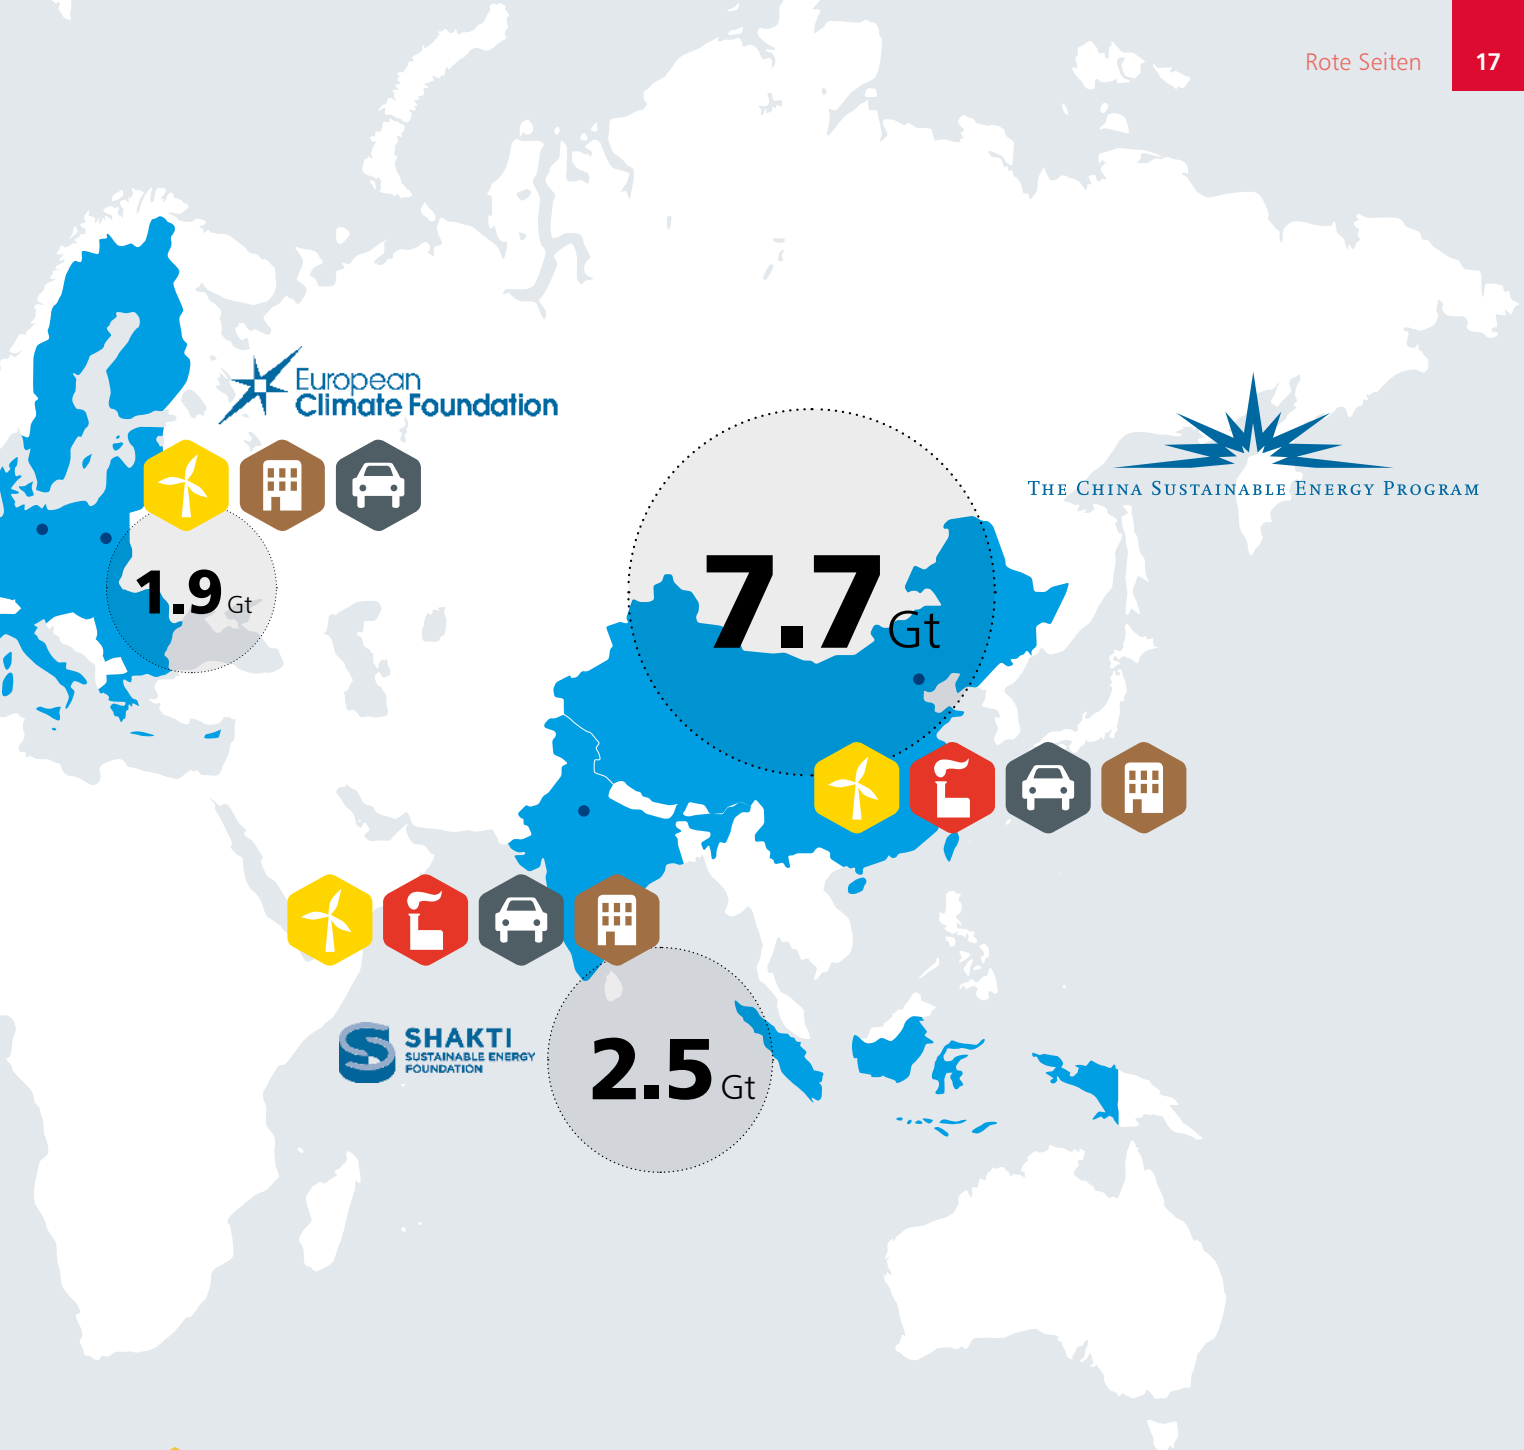 Rote Seiten 17
European
Climate Foundation
THE CHINA SUSTAINABLE ENERGY PROGRAM
1.9 Gt
7.7 Gt
SHAKTI
SUSTAINABLE ENERGY
FOUNDATION
2.5 Gt